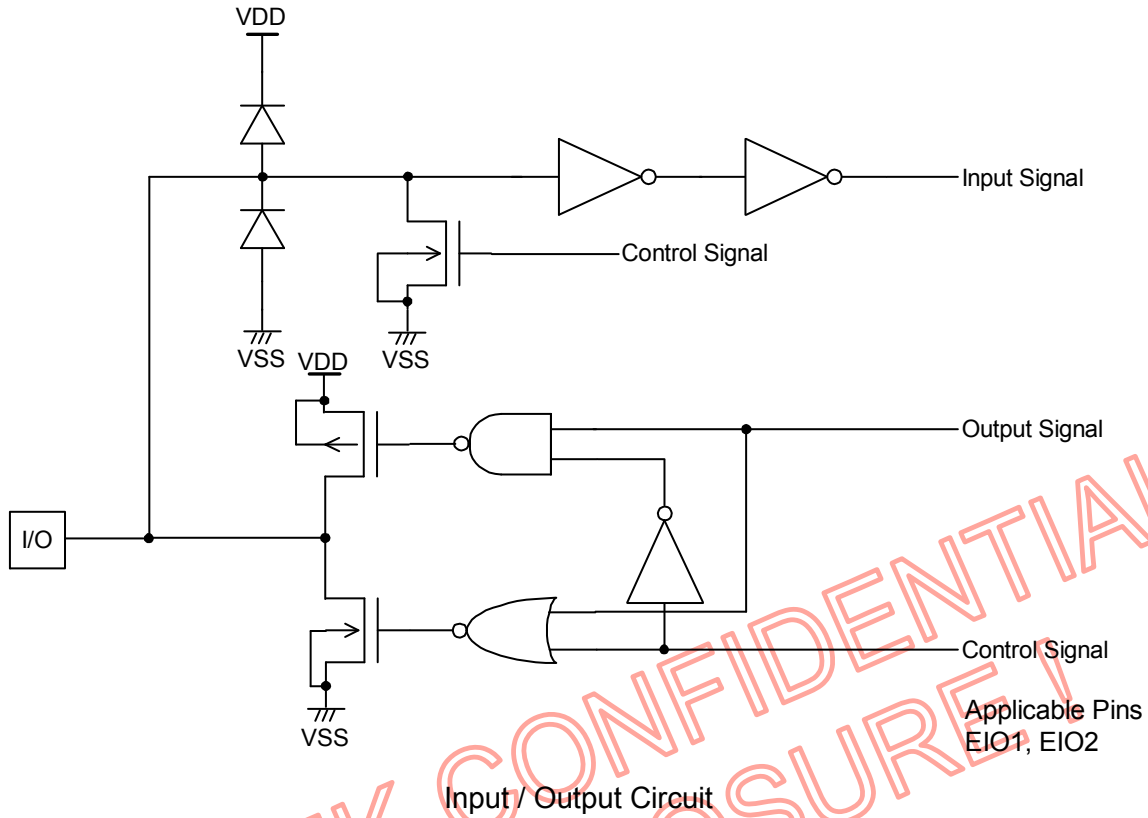 VDD
Input Signal
Control Signal
VSS
VSS
VDD
Output Signal
I/O
Control Signal
VSS
Applicable Pins
EIO1, EIO2
Input / Output Circuit
CONFIDENTIAL